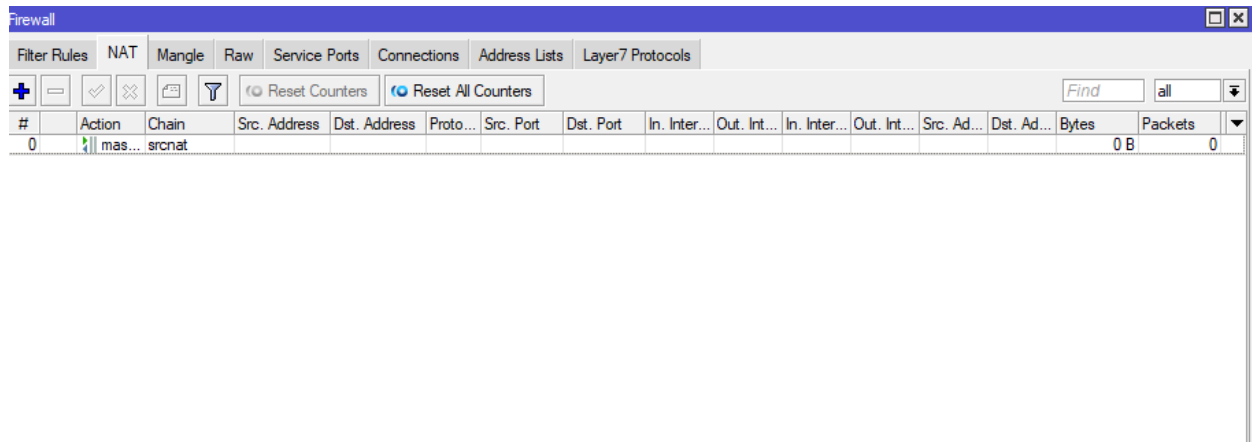 Firewall
Filter Rules NAT Mangle Raw Service Ports Connections Address Lists Layer7 Protocols
Reset Counters Reset All Counters Find all
# Action Chain Src. Address Dst. Address Proto... Src. Port Dst. Port In. Inter... Out. Int... In. Inter... Out. Int... Src. Ad... Dst. Ad... Bytes Packets
0 mas... srcnat 0 B 0